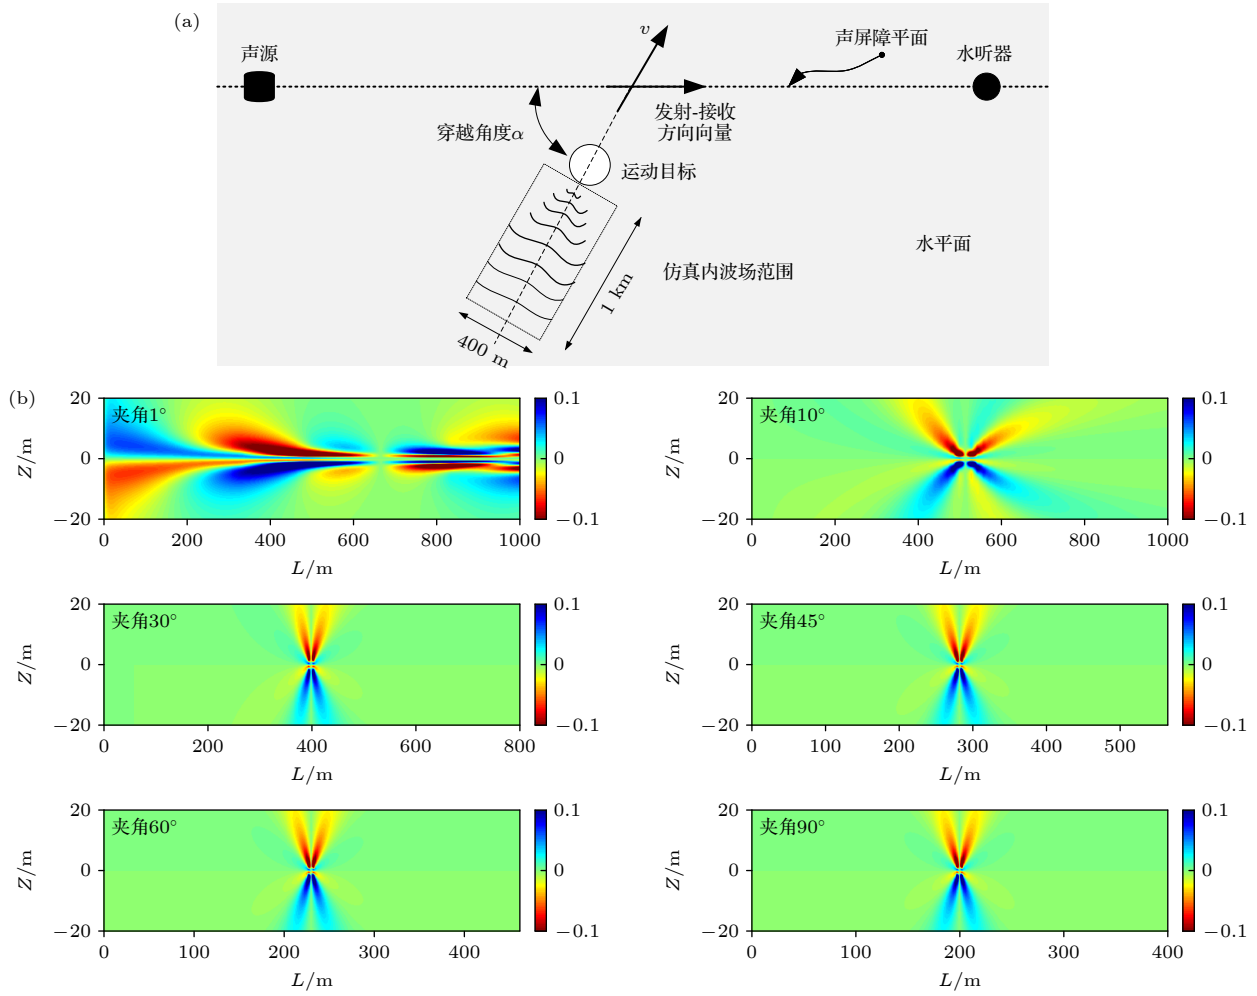 (a)
v
声屏障平面
声源
水听器
发射-接收
方向向量
穿越角度α
运动目标
水平面
仿真内波场范围
1 km
400 m
(b)
夹角1°
20
0
−20
Z/m
0
200
400
600
800
1000
L/m
0.1
0
−0.1
夹角10°
20
0
−20
Z/m
0
200
400
600
800
1000
L/m
0.1
0
−0.1
夹角30°
20
0
−20
Z/m
0
200
400
600
800
L/m
0.1
0
−0.1
夹角45°
20
0
−20
Z/m
0
100
200
300
400
500
L/m
0.1
0
−0.1
夹角60°
20
0
−20
Z/m
0
100
200
300
400
L/m
0.1
0
−0.1
夹角90°
20
0
−20
Z/m
0
100
200
300
400
L/m
0.1
0
−0.1